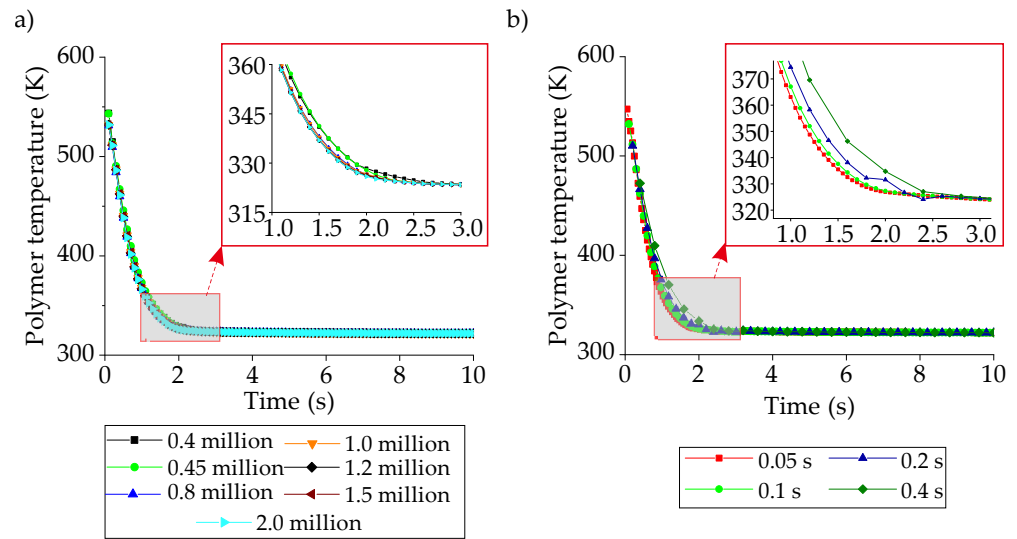 a)
Polymer temperature (K)
600
500
400
300
0 2 4 6 8 10
Time (s)
360
345
330
315
1.0 1.5 2.0 2.5 3.0
0.4 million
1.0 million
0.45 million
1.2 million
0.8 million
1.5 million
2.0 million
b)
Polymer temperature (K)
600
500
400
300
0 2 4 6 8 10
Time (s)
370
360
350
340
330
320
1.0 1.5 2.0 2.5 3.0
0.05 s
0.2 s
0.1 s
0.4 s